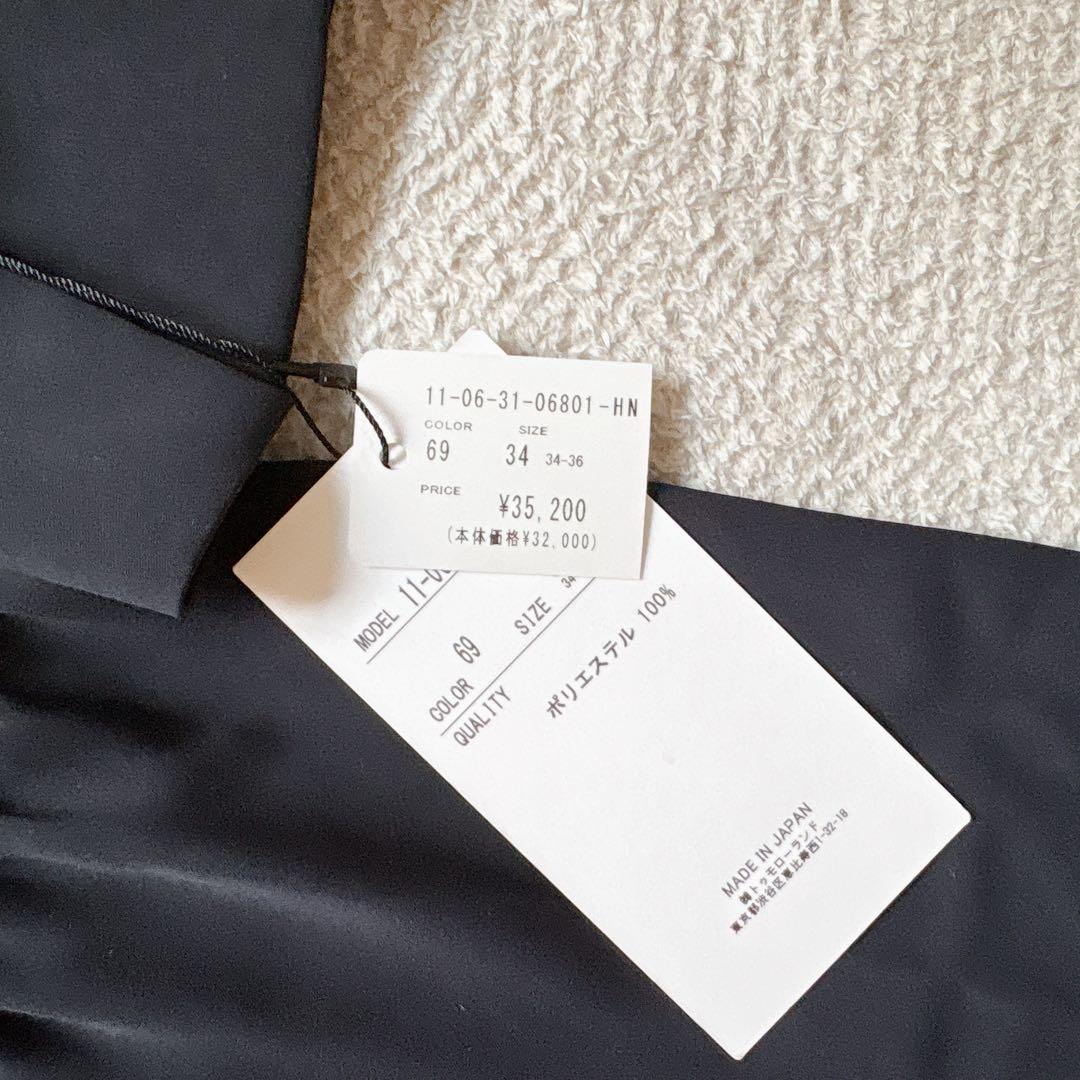 11-06-31-06801-HN
COLOR SIZE
69 34 34-36
PRICE
¥35,200
(本体価格¥32,000)
MODEL 11-0
COLOR 69 SIZE 34
QUALITY
ポリエステル 100%
MADE IN JAPAN
㈱トゥモローランド
東京都渋谷区恵比寿西1-32-18